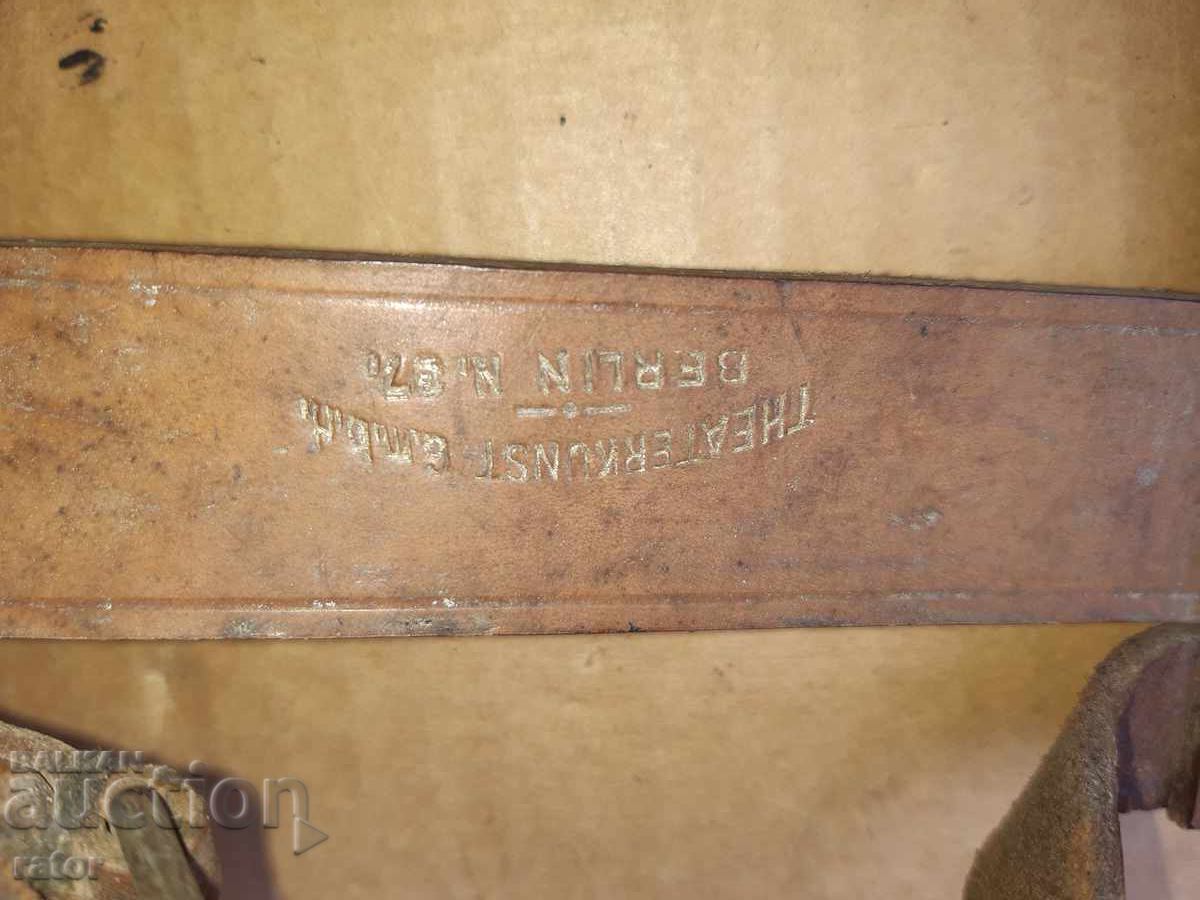 THEATERKUNST G.m.b.H.
BERLIN N. 37.
BALKAN
auction
rator